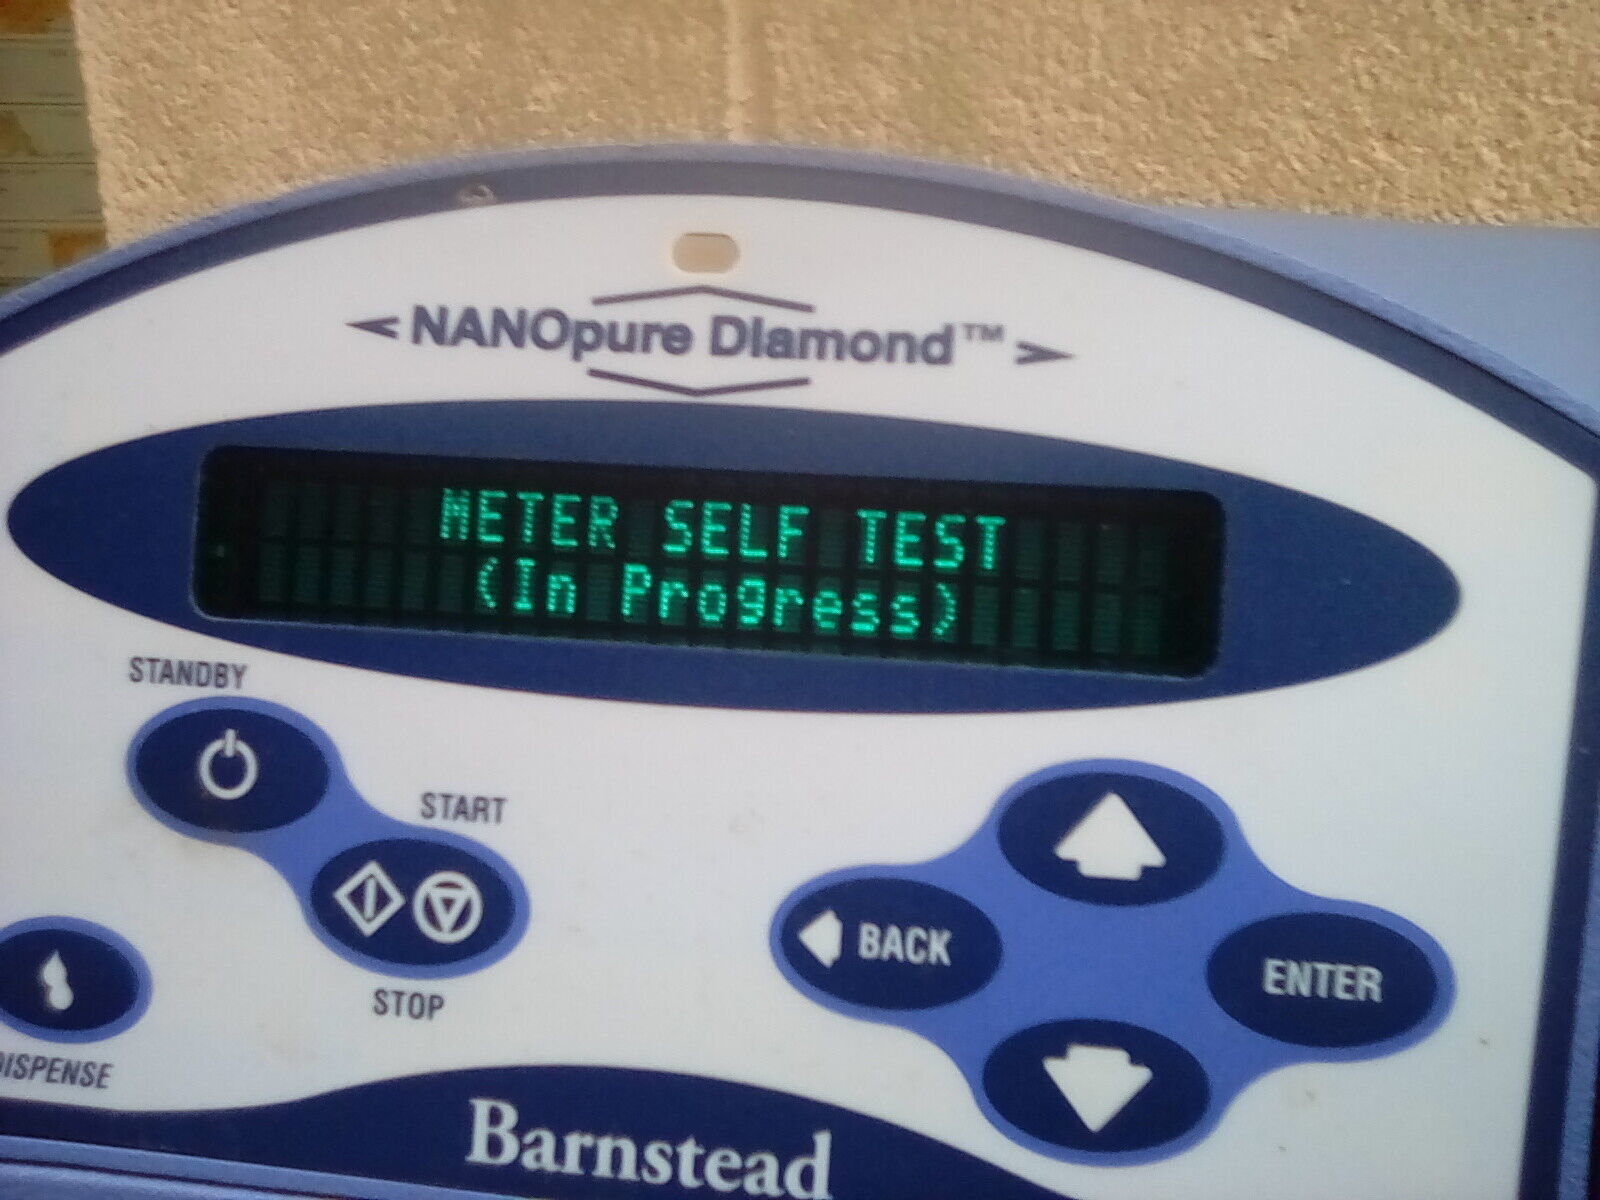 NANOpure DIamond™
METER SELF TEST
(In Progress)
STANDBY
START
STOP
DISPENSE
BACK
ENTER
Barnstead